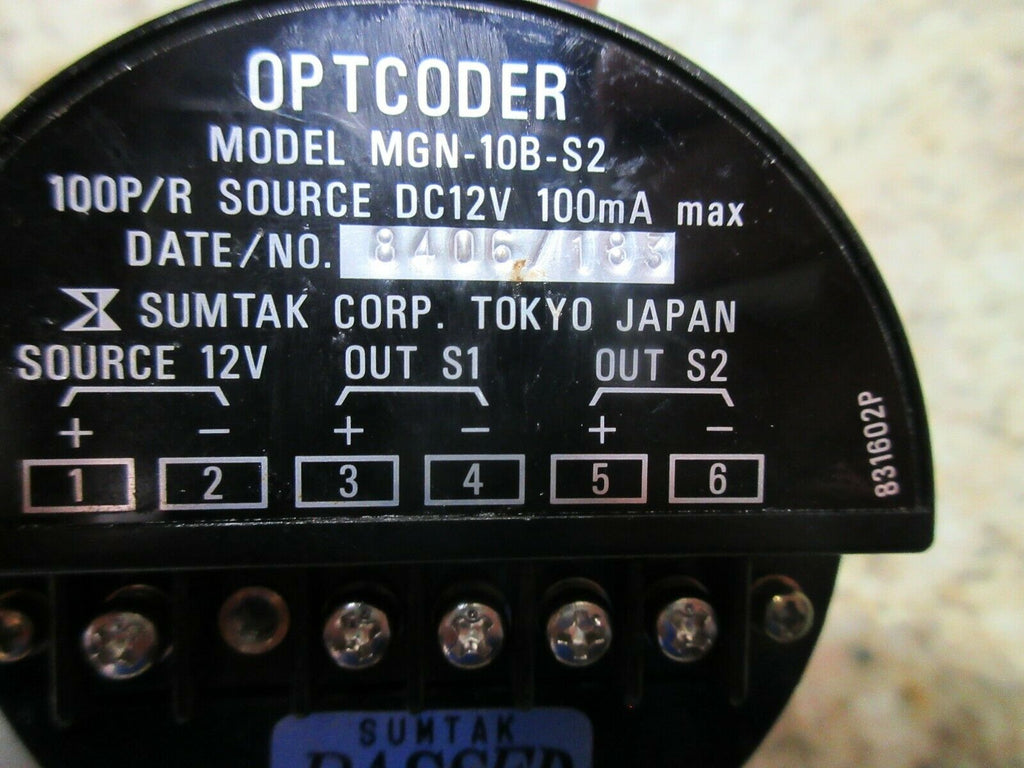 OPTCODER
MODEL MGN-10B-S2
100P/R SOURCE DC12V 100mA max
DATE/NO. 8406/183
SUMTAK CORP. TOKYO JAPAN
SOURCE 12V OUT S1 OUT S2
+ − + − + −
1 2 3 4 5 6
831602P
SUMTAK
PASSED